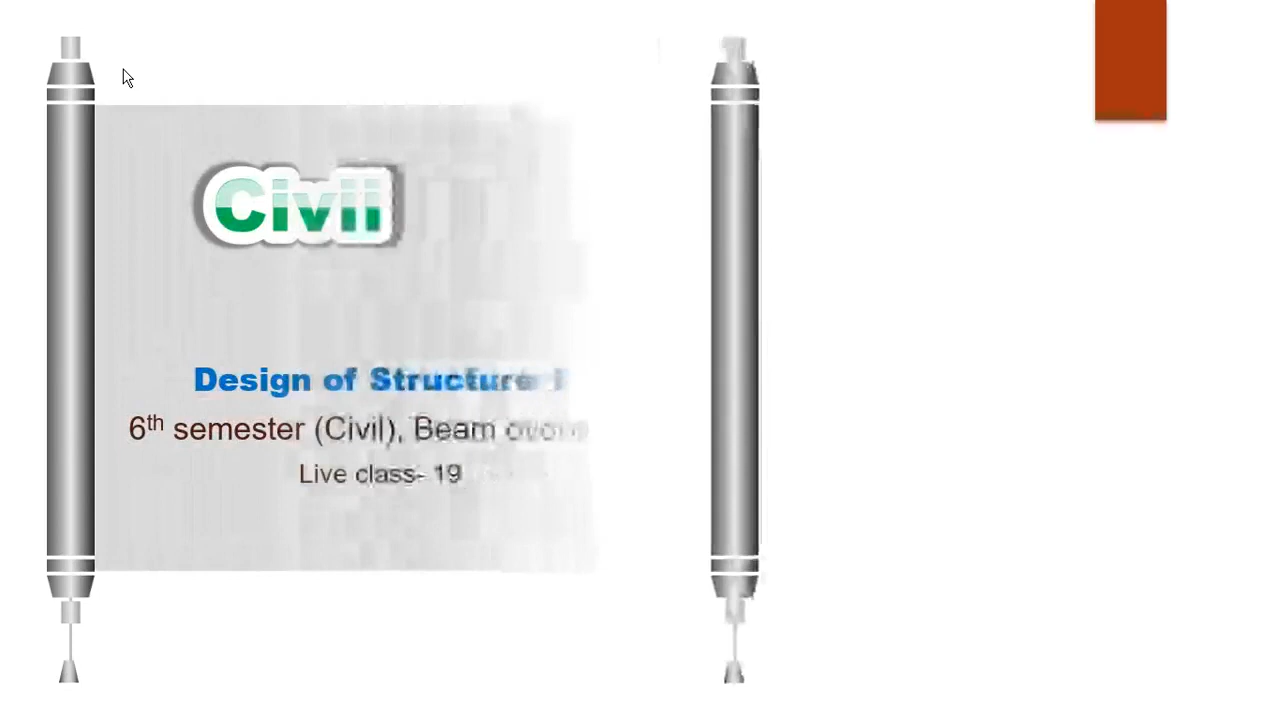 Civil
Design of Structure
6th semester (Civil), Beam
Live class- 19